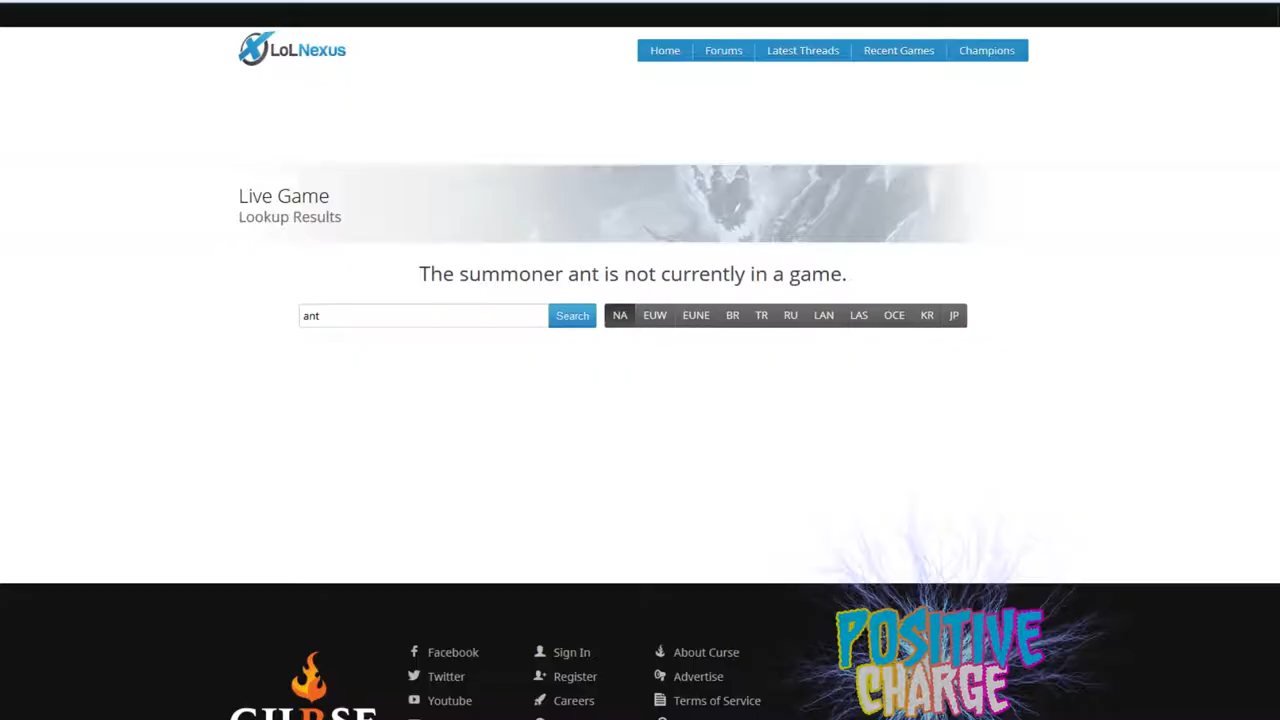 LoLNexus
Home Forums Latest Threads Recent Games Champions
Live Game
Lookup Results
The summoner ant is not currently in a game.
ant Search NA EUW EUNE BR TR RU LAN LAS OCE KR JP
Facebook Sign In About Curse
Twitter Register Advertise
Youtube Careers Terms of Service
CURSE
POSITIVE
CHARGE